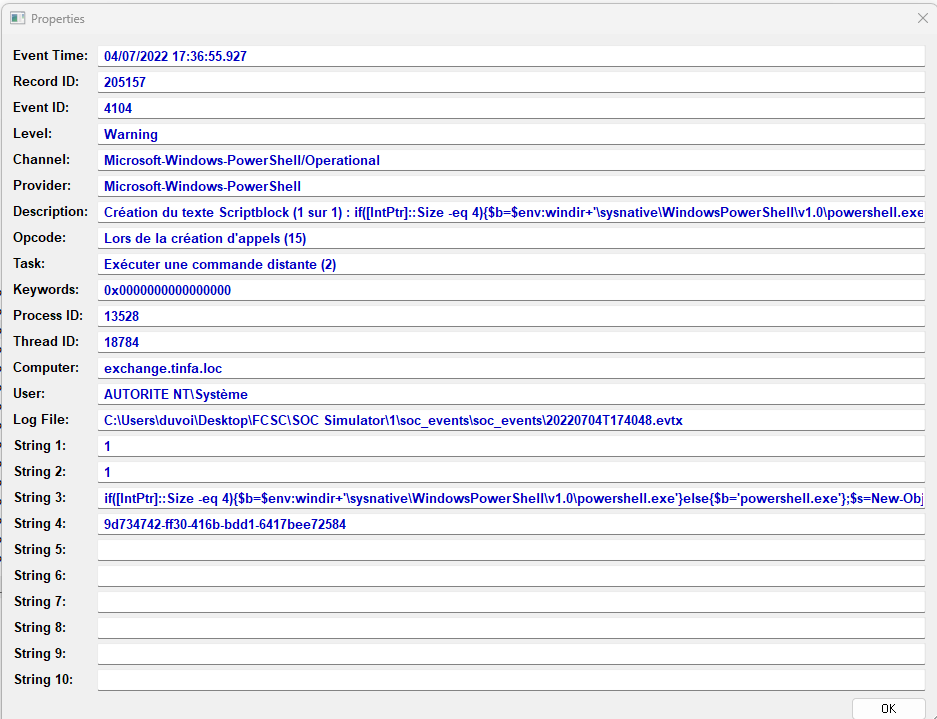 Properties
Event Time: 04/07/2022 17:36:55.927
Record ID: 205157
Event ID: 4104
Level: Warning
Channel: Microsoft-Windows-PowerShell/Operational
Provider: Microsoft-Windows-PowerShell
Description: Création du texte Scriptblock (1 sur 1) : if([IntPtr]::Size -eq 4){$b=$env:windir+'\sysnative\WindowsPowerShell\v1.0\powershell.exe
Opcode: Lors de la création d'appels (15)
Task: Exécuter une commande distante (2)
Keywords: 0x0000000000000000
Process ID: 13528
Thread ID: 18784
Computer: exchange.tinfa.loc
User: AUTORITE NT\Système
Log File: C:\Users\duvoi\Desktop\FCSC\SOC Simulator\1\soc_events\soc_events\20220704T174048.evtx
String 1: 1
String 2: 1
String 3: if([IntPtr]::Size -eq 4){$b=$env:windir+'\sysnative\WindowsPowerShell\v1.0\powershell.exe'}else{$b='powershell.exe'};$s=New-Obj
String 4: 9d734742-ff30-416b-bdd1-6417bee72584
String 5:
String 6:
String 7:
String 8:
String 9:
String 10:
OK